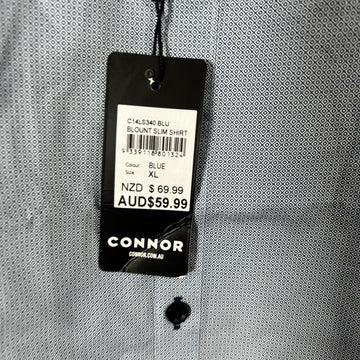 C14LS340.BLU
BLOUNT SLIM SHIRT
9339118801324
Colour BLUE
Size XL
NZD $ 69.99
AUD$59.99
CONNOR
CONNOR.COM.AU